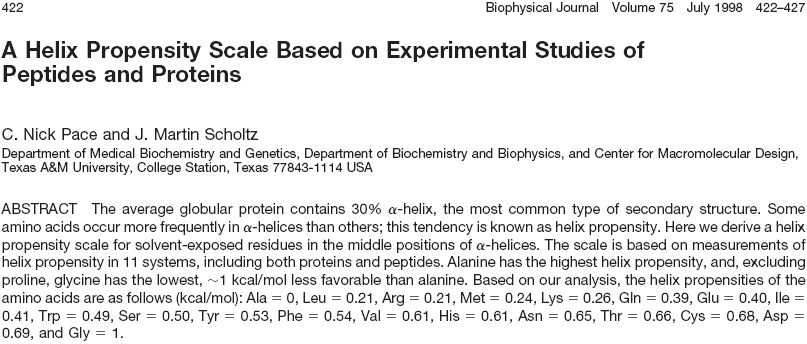 422 Biophysical Journal Volume 75 July 1998 422–427
A Helix Propensity Scale Based on Experimental Studies of
Peptides and Proteins
C. Nick Pace and J. Martin Scholtz
Department of Medical Biochemistry and Genetics, Department of Biochemistry and Biophysics, and Center for Macromolecular Design,
Texas A&M University, College Station, Texas 77843-1114 USA
ABSTRACT The average globular protein contains 30% α-helix, the most common type of secondary structure. Some
amino acids occur more frequently in α-helices than others; this tendency is known as helix propensity. Here we derive a helix
propensity scale for solvent-exposed residues in the middle positions of α-helices. The scale is based on measurements of
helix propensity in 11 systems, including both proteins and peptides. Alanine has the highest helix propensity, and, excluding
proline, glycine has the lowest, ~1 kcal/mol less favorable than alanine. Based on our analysis, the helix propensities of the
amino acids are as follows (kcal/mol): Ala = 0, Leu = 0.21, Arg = 0.21, Met = 0.24, Lys = 0.26, Gln = 0.39, Glu = 0.40, Ile =
0.41, Trp = 0.49, Ser = 0.50, Tyr = 0.53, Phe = 0.54, Val = 0.61, His = 0.61, Asn = 0.65, Thr = 0.66, Cys = 0.68, Asp =
0.69, and Gly = 1.